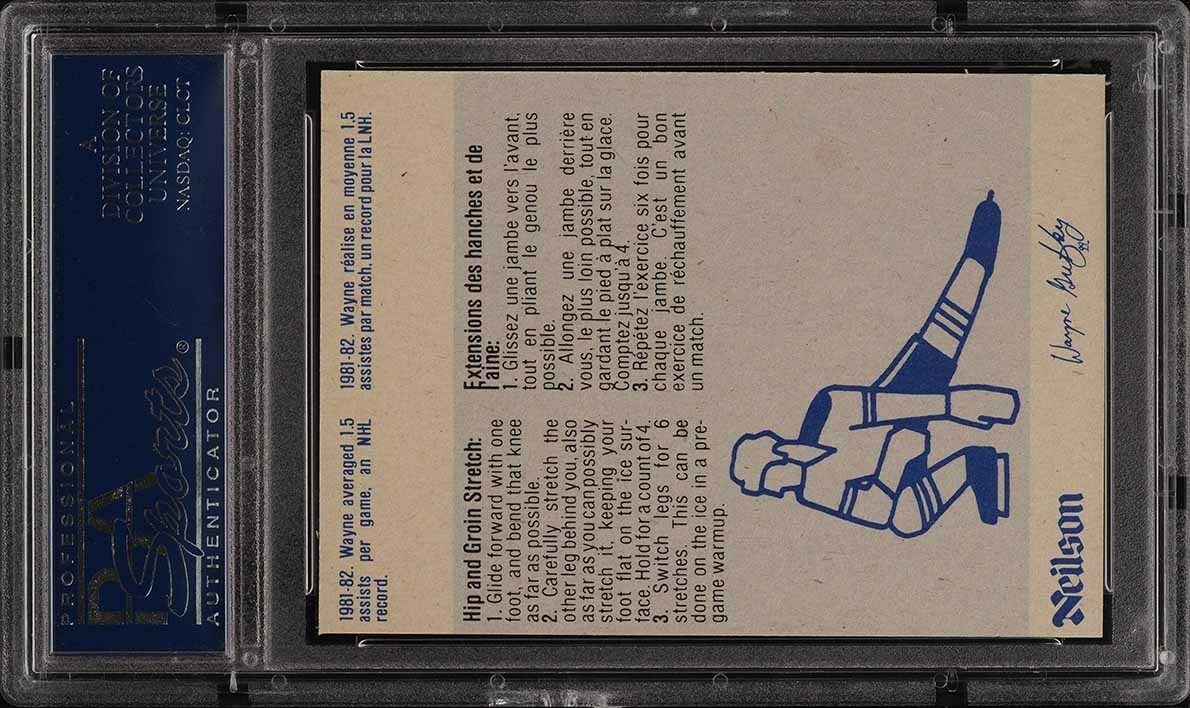 PROFESSIONAL
PSA
Sports®
AUTHENTICATOR
A
DIVISION OF
COLLECTORS
UNIVERSE
NASDAQ: CLCT
1981-82. Wayne averaged 1.5
assists per game, an NHL
record.
1981-82. Wayne réalise en moyenne 1.5
assistes par match, un record pour la LNH.
Hip and Groin Stretch:
1. Glide forward with one
foot, and bend that knee
as far as possible.
2. Carefully stretch the
other leg behind you, also
as far as you can possibly
stretch it, keeping your
foot flat on the ice sur-
face. Hold for a count of 4.
3. Switch legs for 6
stretches. This can be
done on the ice in a pre-
game warmup.
Extensions des hanches et de
l'aine:
1. Glissez une jambe vers l'avant,
tout en pliant le genou le plus
possible.
2. Allongez une jambe derrière
vous, le plus loin possible, tout en
gardant le pied à plat sur la glace.
Comptez jusqu'à 4.
3. Répétez l'exercice six fois pour
chaque jambe. C'est un bon
exercice de réchauffement avant
un match.
Neilson
Wayne Gretzky
99